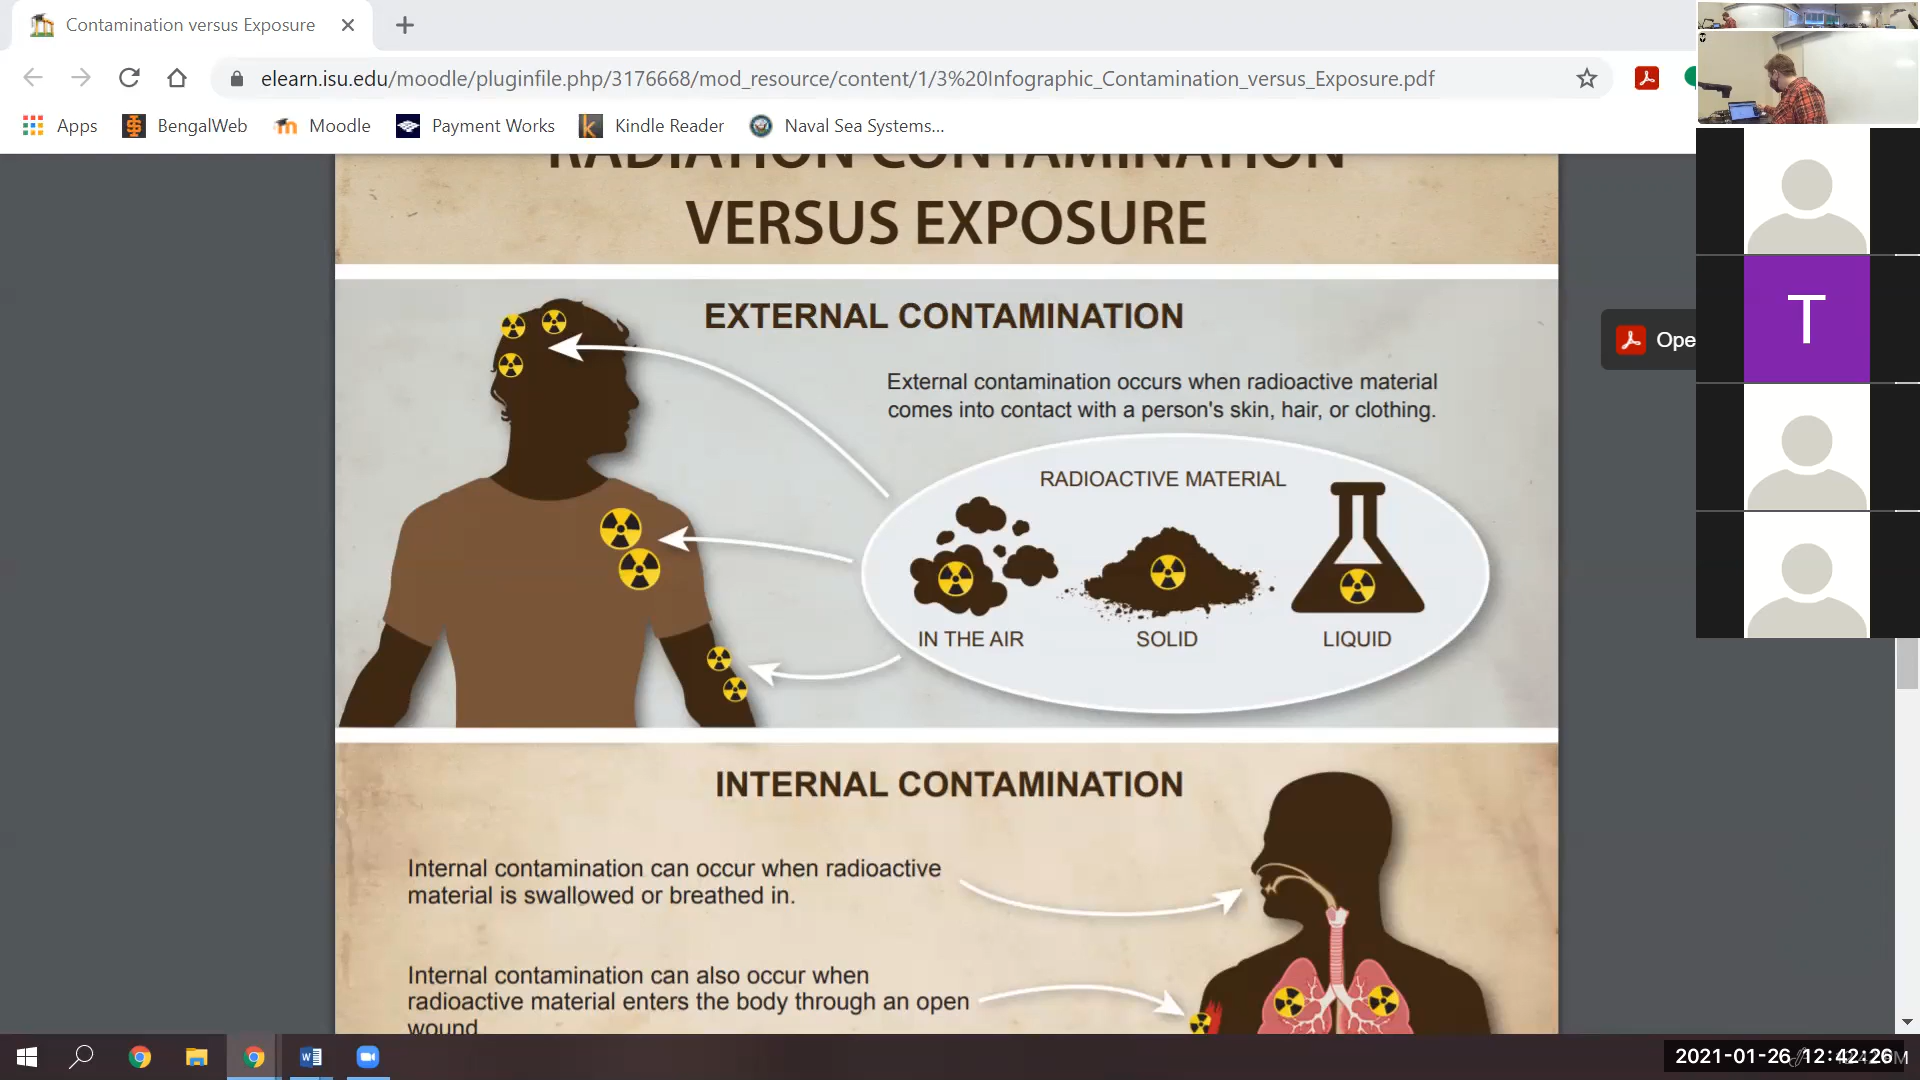 Contamination versus Exposure
elearn.isu.edu/moodle/pluginfile.php/3176668/mod_resource/content/1/3%20Infographic_Contamination_versus_Exposure.pdf
Apps BengalWeb Moodle Payment Works Kindle Reader Naval Sea Systems...
RADIATION CONTAMINATION
VERSUS EXPOSURE
EXTERNAL CONTAMINATION
External contamination occurs when radioactive material
comes into contact with a person's skin, hair, or clothing.
RADIOACTIVE MATERIAL
IN THE AIR SOLID LIQUID
Ope
T
INTERNAL CONTAMINATION
Internal contamination can occur when radioactive
material is swallowed or breathed in.
Internal contamination can also occur when
radioactive material enters the body through an open
wound
2021-01-26 12:42:26